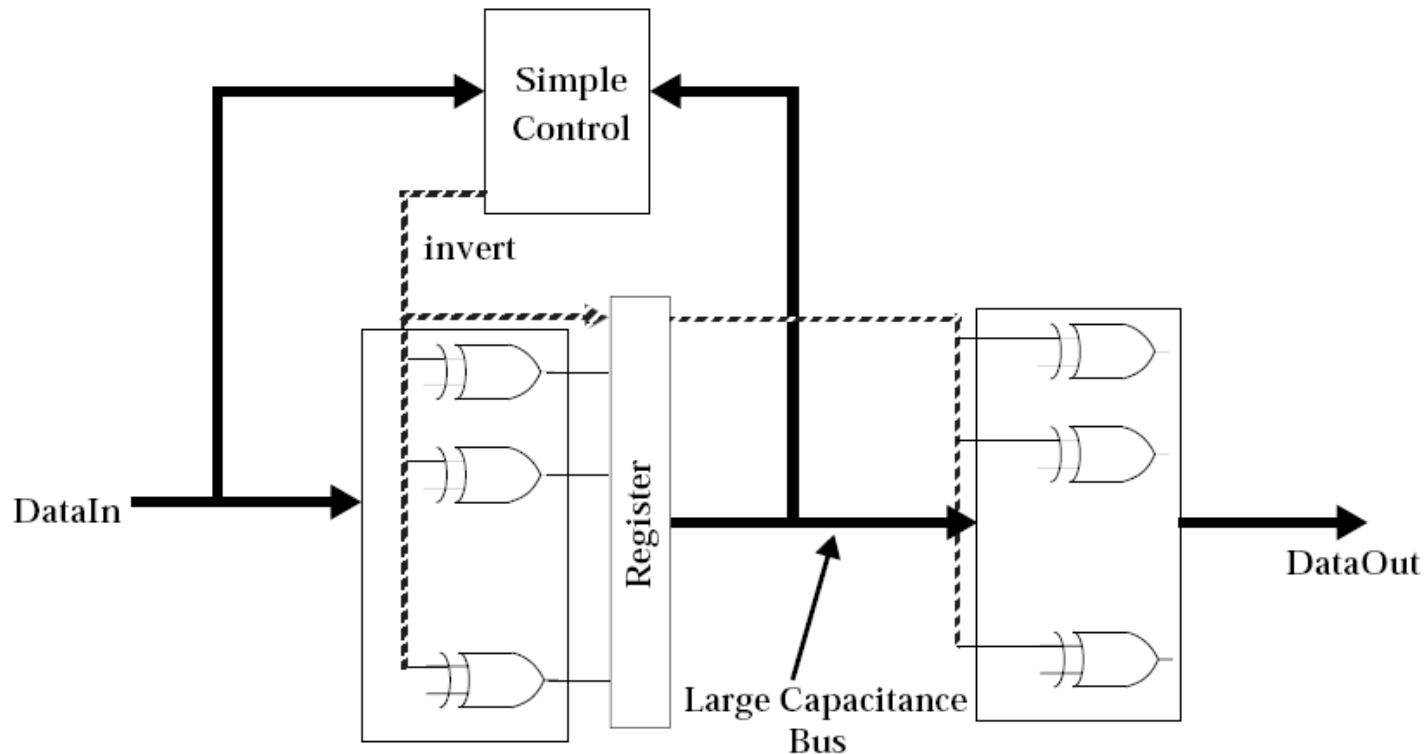 Simple
Control
invert
DataIn
Register
DataOut
Large Capacitance
Bus